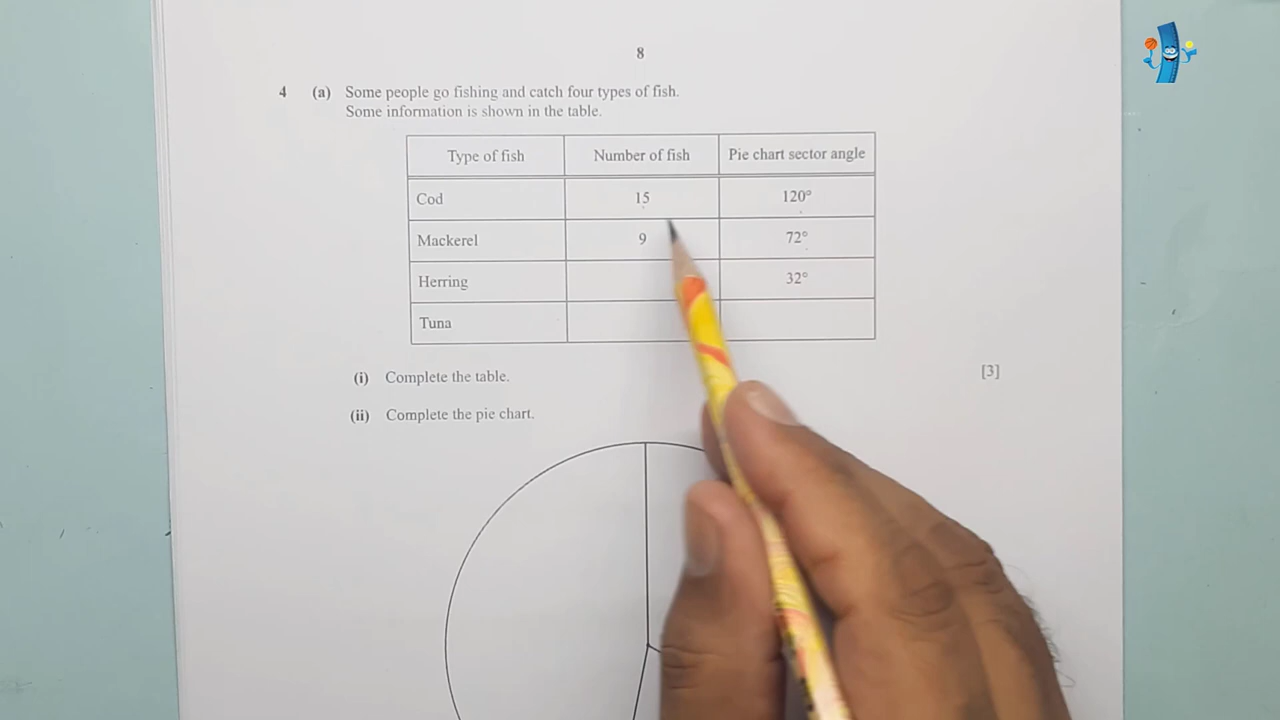 8
4 (a) Some people go fishing and catch four types of fish.
Some information is shown in the table.
Type of fish Number of fish Pie chart sector angle
Cod 15 120°
Mackerel 9 72°
Herring 32°
Tuna
(i) Complete the table. [3]
(ii) Complete the pie chart.